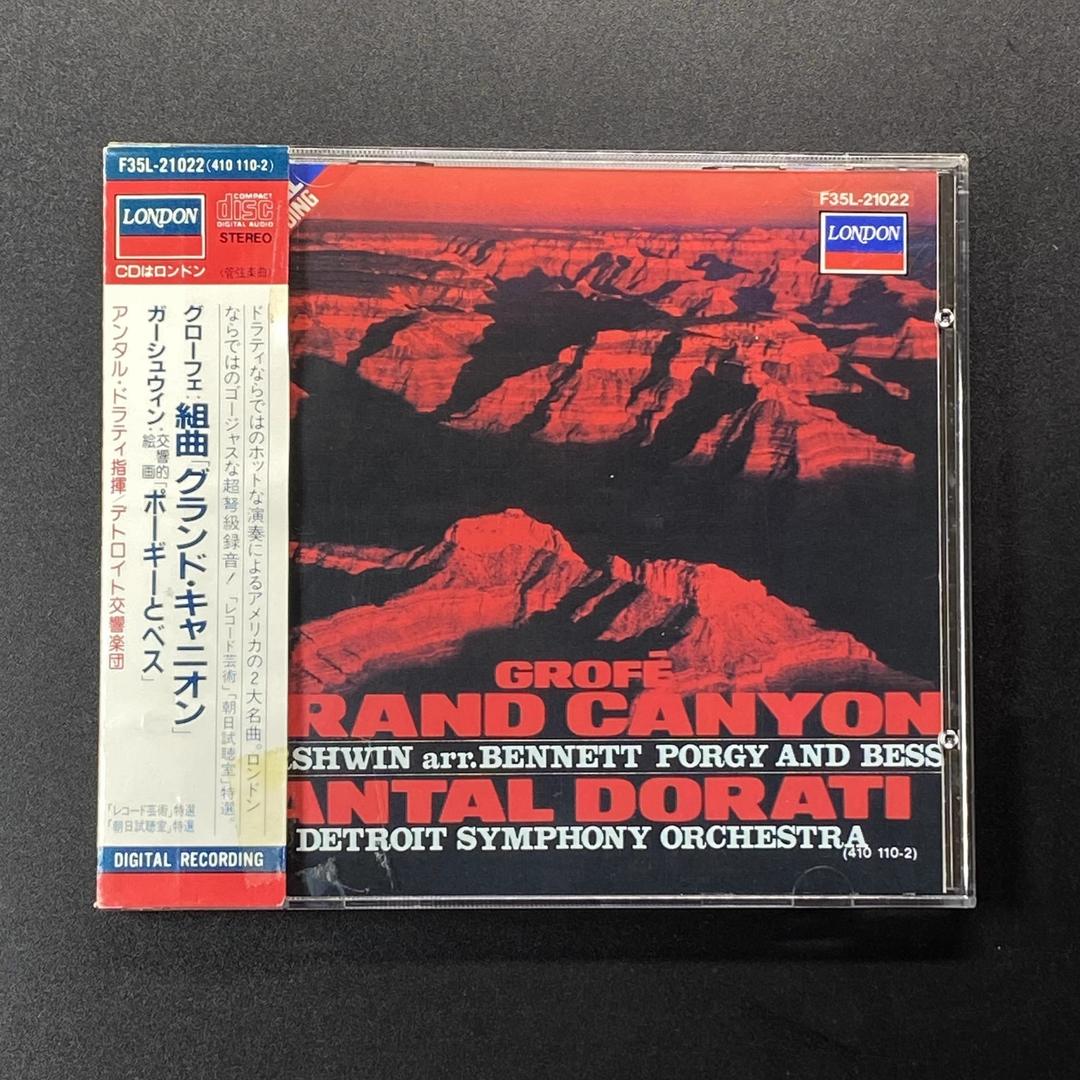 F35L-21022(410 110-2)
LONDON
COMPACT
disc
DIGITAL AUDIO
STEREO
CDはロンドン
〈管弦楽曲〉
ドラティならではのホットな演奏によるアメリカの2大名曲。ロンドン
ならではのゴージャスな超弩級録音!「レコード芸術」「朝日試聴室」特選。
グローフェ:組曲「グランド・キャニオン」
ガーシュウィン:交響的絵画「ポーギーとベス」
アンタル・ドラティ指揮/デトロイト交響楽団
「レコード芸術」特選
「朝日試聴室」特選
DIGITAL RECORDING
F35L-21022
LONDON
GROFÉ
RAND CANYON
SHWIN arr.BENNETT PORGY AND BESS
ANTAL DORATI
DETROIT SYMPHONY ORCHESTRA
(410 110-2)